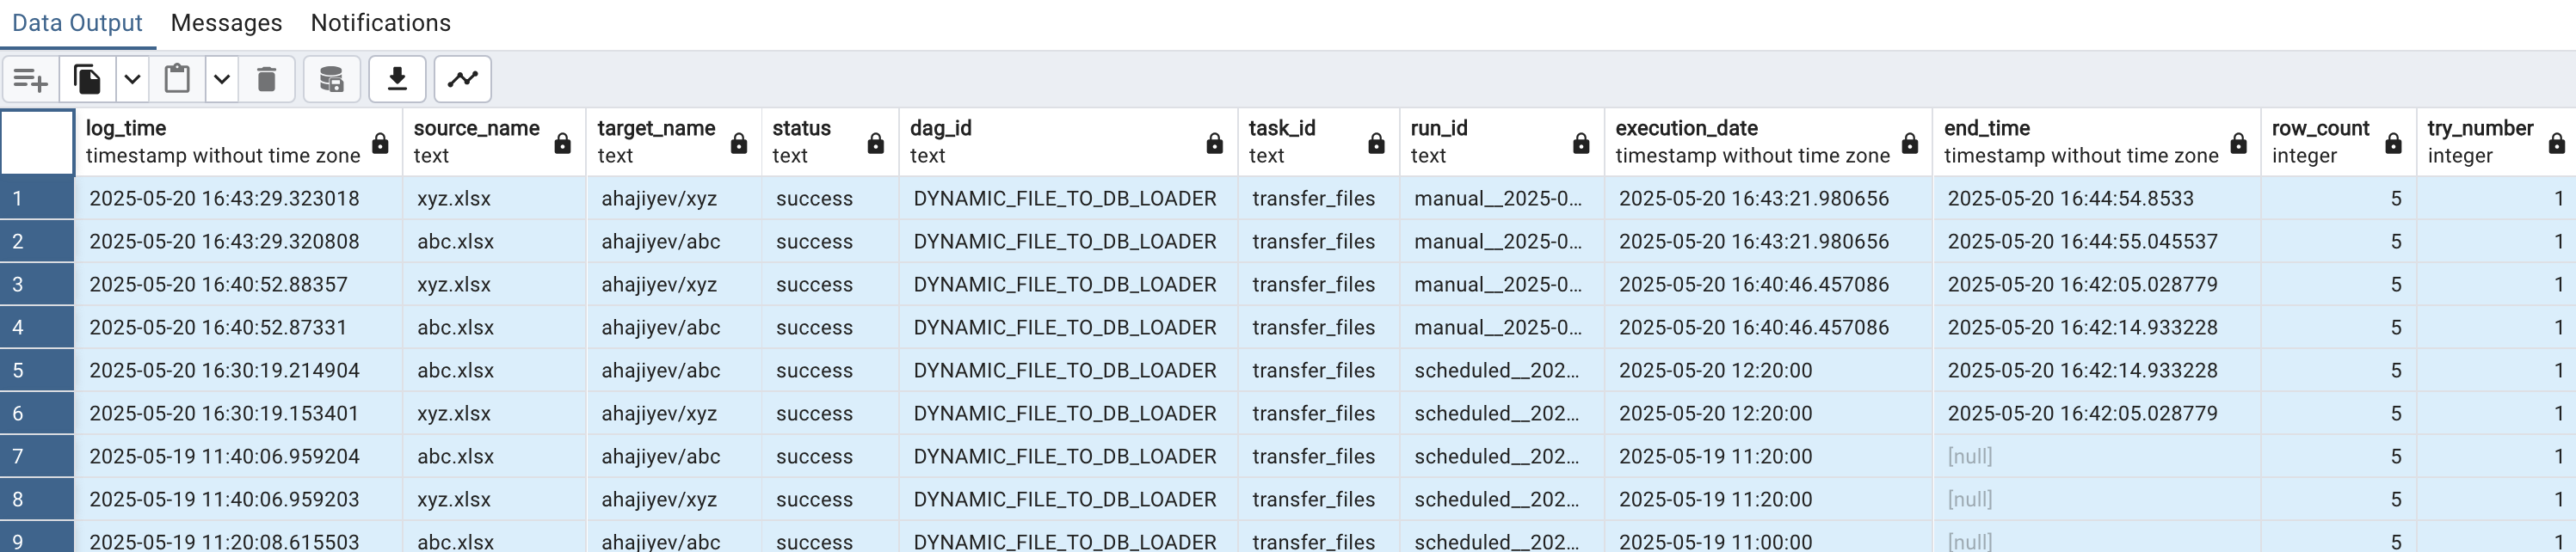 Data Output Messages Notifications
log_time source_name target_name status dag_id task_id run_id execution_date end_time row_count try_number
timestamp without time zone text text text text text text timestamp without time zone timestamp without time zone integer integer
1 2025-05-20 16:43:29.323018 xyz.xlsx ahajiyev/xyz success DYNAMIC_FILE_TO_DB_LOADER transfer_files manual__2025-0... 2025-05-20 16:43:21.980656 2025-05-20 16:44:54.8533 5 1
2 2025-05-20 16:43:29.320808 abc.xlsx ahajiyev/abc success DYNAMIC_FILE_TO_DB_LOADER transfer_files manual__2025-0... 2025-05-20 16:43:21.980656 2025-05-20 16:44:55.045537 5 1
3 2025-05-20 16:40:52.88357 xyz.xlsx ahajiyev/xyz success DYNAMIC_FILE_TO_DB_LOADER transfer_files manual__2025-0... 2025-05-20 16:40:46.457086 2025-05-20 16:42:05.028779 5 1
4 2025-05-20 16:40:52.87331 abc.xlsx ahajiyev/abc success DYNAMIC_FILE_TO_DB_LOADER transfer_files manual__2025-0... 2025-05-20 16:40:46.457086 2025-05-20 16:42:14.933228 5 1
5 2025-05-20 16:30:19.214904 abc.xlsx ahajiyev/abc success DYNAMIC_FILE_TO_DB_LOADER transfer_files scheduled__202... 2025-05-20 12:20:00 2025-05-20 16:42:14.933228 5 1
6 2025-05-20 16:30:19.153401 xyz.xlsx ahajiyev/xyz success DYNAMIC_FILE_TO_DB_LOADER transfer_files scheduled__202... 2025-05-20 12:20:00 2025-05-20 16:42:05.028779 5 1
7 2025-05-19 11:40:06.959204 abc.xlsx ahajiyev/abc success DYNAMIC_FILE_TO_DB_LOADER transfer_files scheduled__202... 2025-05-19 11:20:00 [null] 5 1
8 2025-05-19 11:40:06.959203 xyz.xlsx ahajiyev/xyz success DYNAMIC_FILE_TO_DB_LOADER transfer_files scheduled__202... 2025-05-19 11:20:00 [null] 5 1
9 2025-05-19 11:20:08.615503 abc.xlsx ahajiyev/abc success DYNAMIC_FILE_TO_DB_LOADER transfer_files scheduled__202... 2025-05-19 11:00:00 [null] 5 1